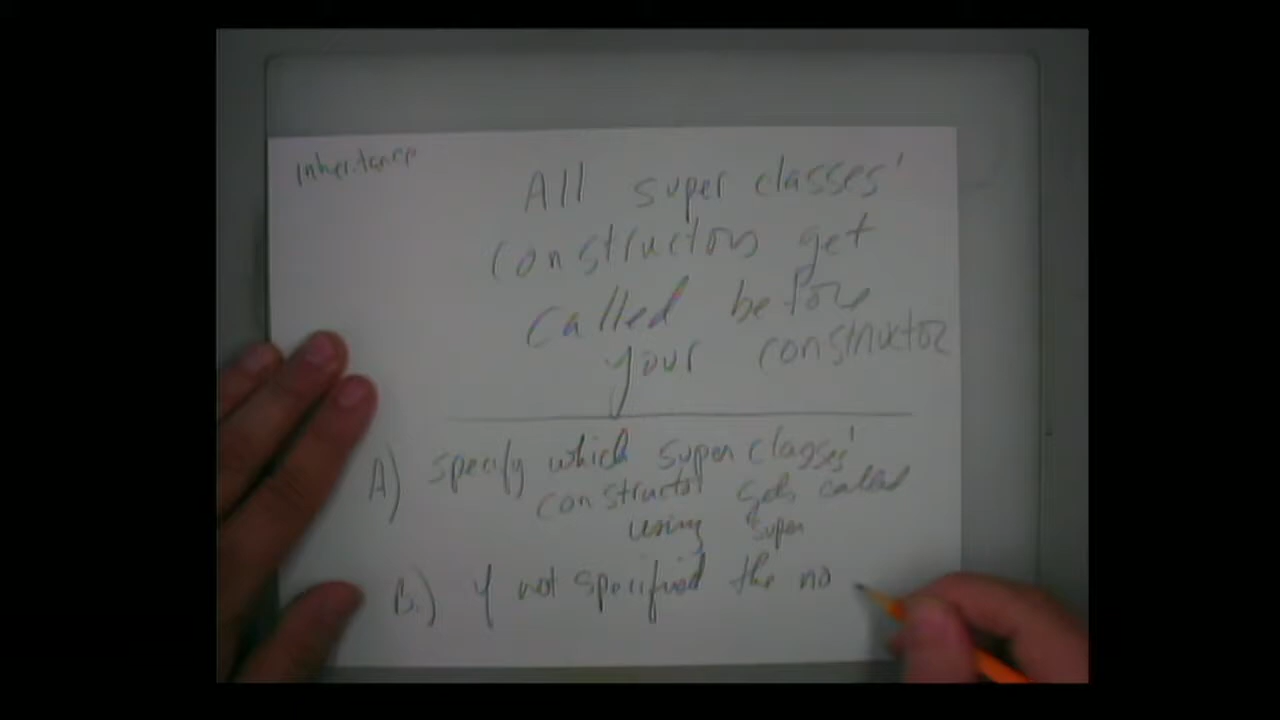 Inheritance
All super classes'
constructors get
called before
your constructor
A) specify which super classes'
constructor gets called
using super
B.) if not specified the no